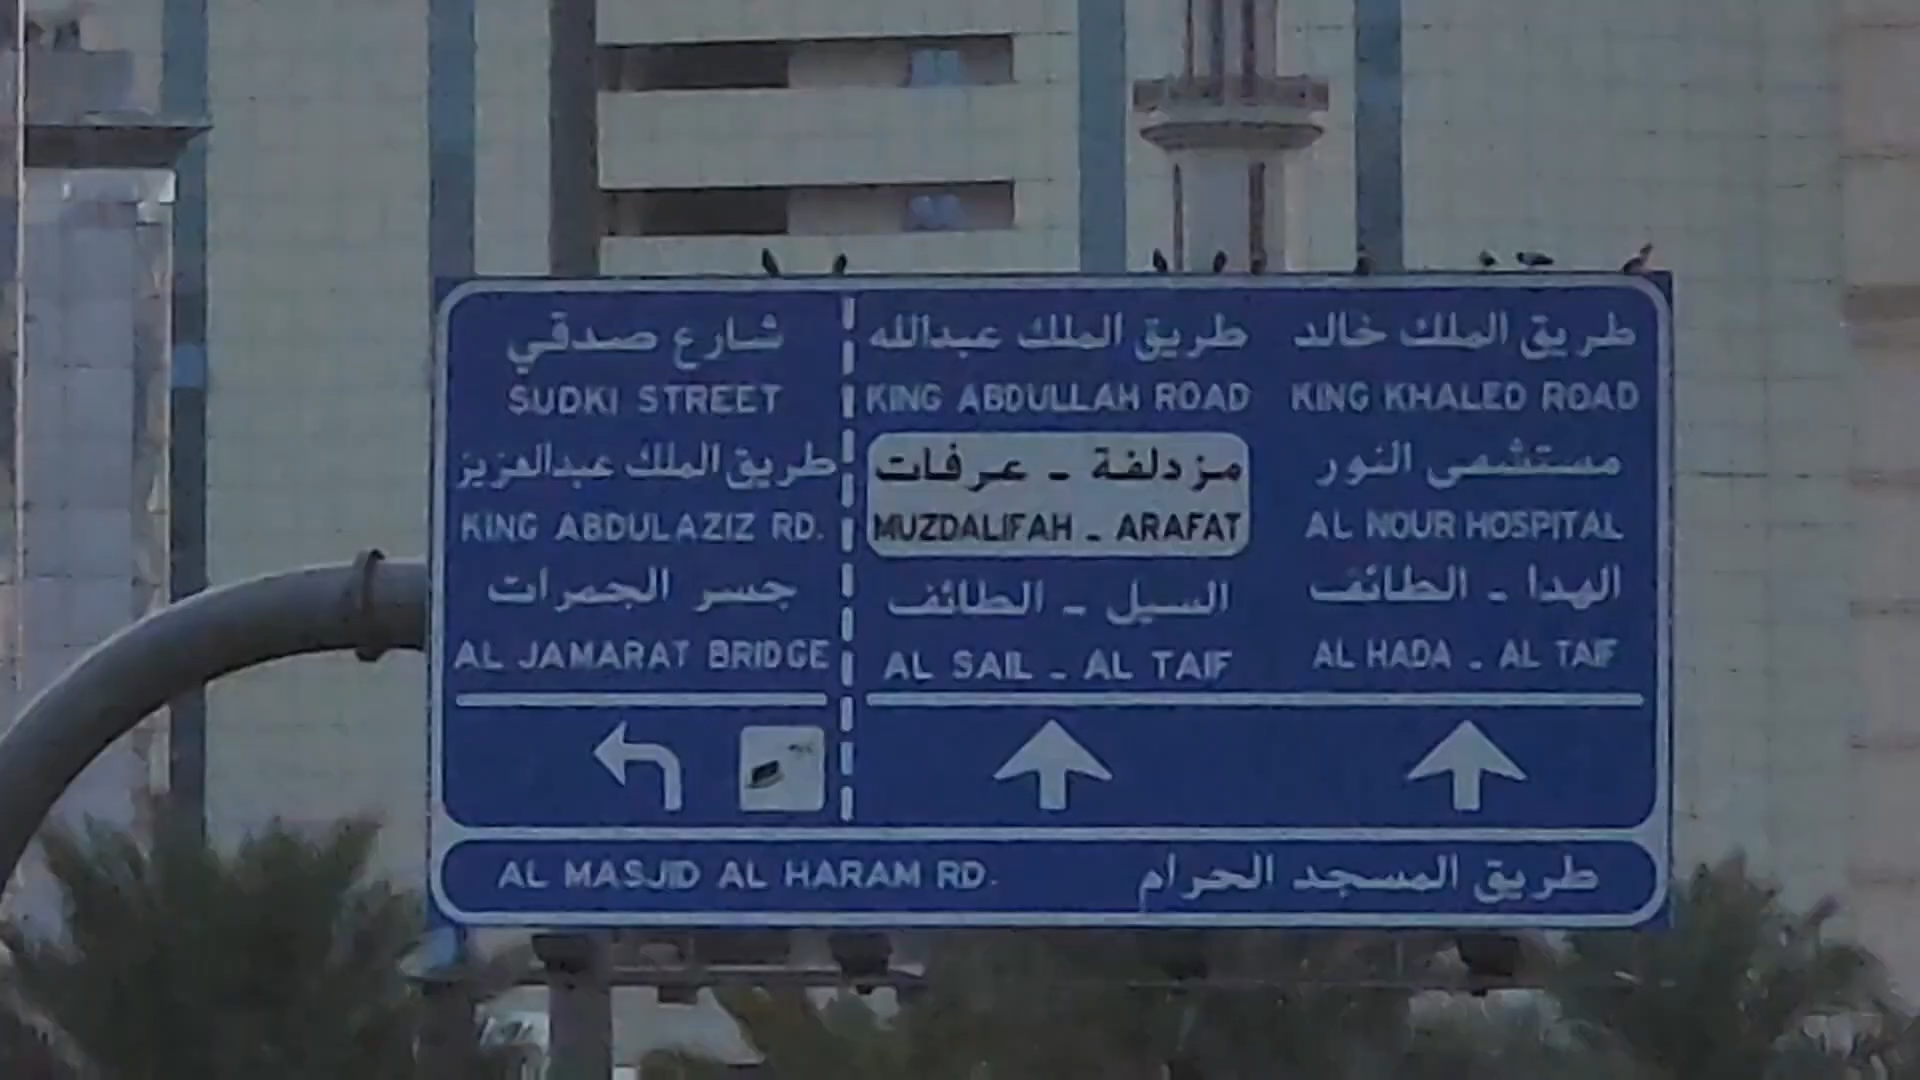 شارع صدقي
SUDKI STREET
طريق الملك عبدالعزيز
KING ABDULAZIZ RD.
جسر الجمرات
AL JAMARAT BRIDGE
طريق الملك عبدالله
KING ABDULLAH ROAD
مزدلفة - عرفات
MUZDALIFAH - ARAFAT
السيل - الطائف
AL SAIL - AL TAIF
طريق الملك خالد
KING KHALED ROAD
مستشفى النور
AL NOUR HOSPITAL
الهدا - الطائف
AL HADA - AL TAIF
AL MASJID AL HARAM RD. طريق المسجد الحرام